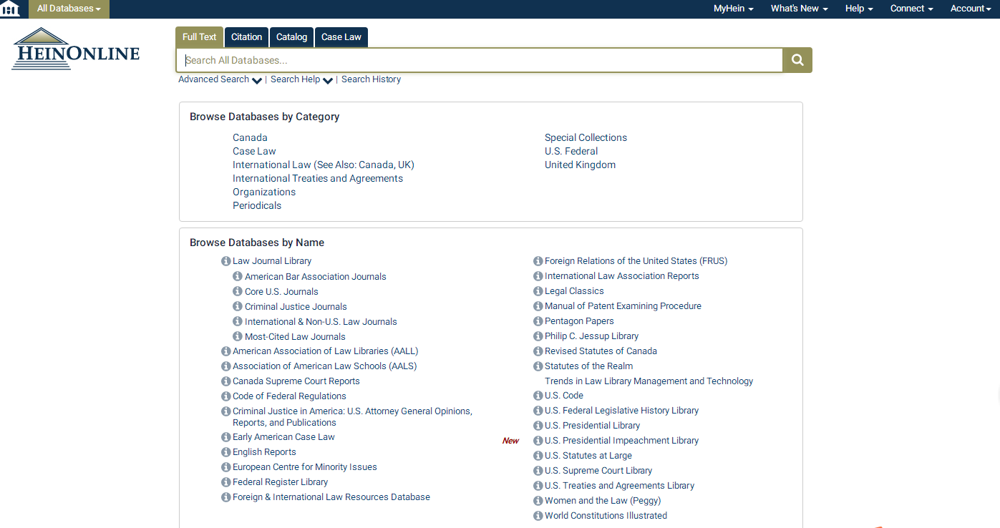 All Databases
MyHein What's New Help Connect Account
HEINONLINE
Full Text Citation Catalog Case Law
Search All Databases...
Advanced Search | Search Help | Search History
Browse Databases by Category
Canada
Case Law
International Law (See Also: Canada, UK)
International Treaties and Agreements
Organizations
Periodicals
Special Collections
U.S. Federal
United Kingdom
Browse Databases by Name
Law Journal Library
American Bar Association Journals
Core U.S. Journals
Criminal Justice Journals
International & Non-U.S. Law Journals
Most-Cited Law Journals
American Association of Law Libraries (AALL)
Association of American Law Schools (AALS)
Canada Supreme Court Reports
Code of Federal Regulations
Criminal Justice in America: U.S. Attorney General Opinions,
Reports, and Publications
Early American Case Law
English Reports
European Centre for Minority Issues
Federal Register Library
Foreign & International Law Resources Database
Foreign Relations of the United States (FRUS)
International Law Association Reports
Legal Classics
Manual of Patent Examining Procedure
Pentagon Papers
Philip C. Jessup Library
Revised Statutes of Canada
Statutes of the Realm
Trends in Law Library Management and Technology
U.S. Code
U.S. Federal Legislative History Library
U.S. Presidential Library
New U.S. Presidential Impeachment Library
U.S. Statutes at Large
U.S. Supreme Court Library
U.S. Treaties and Agreements Library
Women and the Law (Peggy)
World Constitutions Illustrated